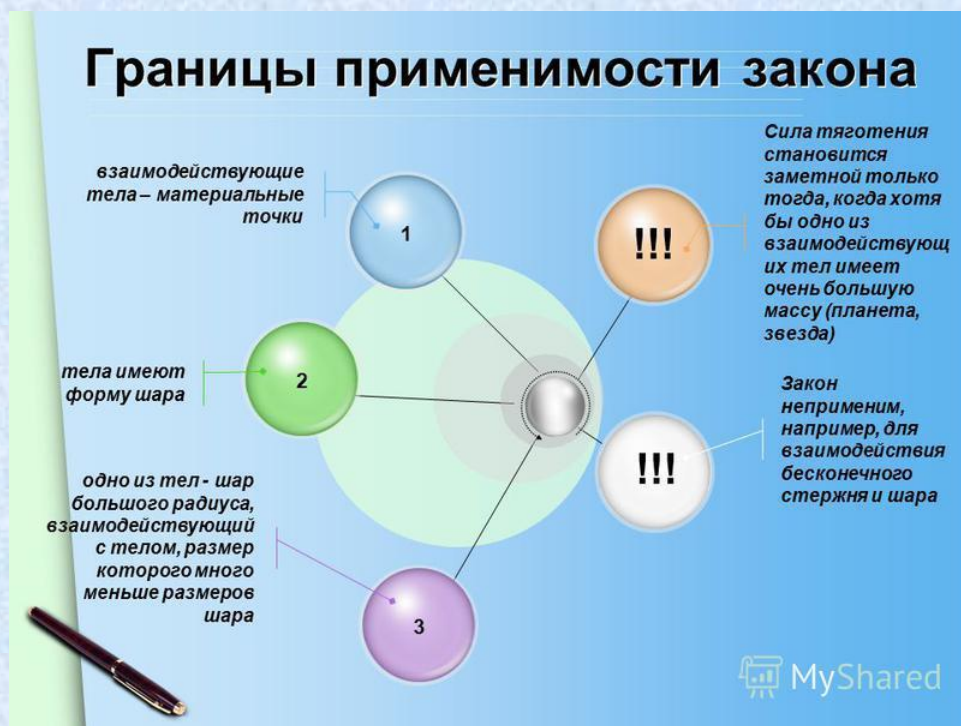 Границы применимости закона
взаимодействующие
тела – материальные
точки
1
тела имеют
форму шара
2
одно из тел - шар
большого радиуса,
взаимодействующий
с телом, размер
которого много
меньше размеров
шара
3
!!!
Сила тяготения
становится
заметной только
тогда, когда хотя
бы одно из
взаимодействующ
их тел имеет
очень большую
массу (планета,
звезда)
!!!
Закон
неприменим,
например, для
взаимодействия
бесконечного
стержня и шара
MyShared